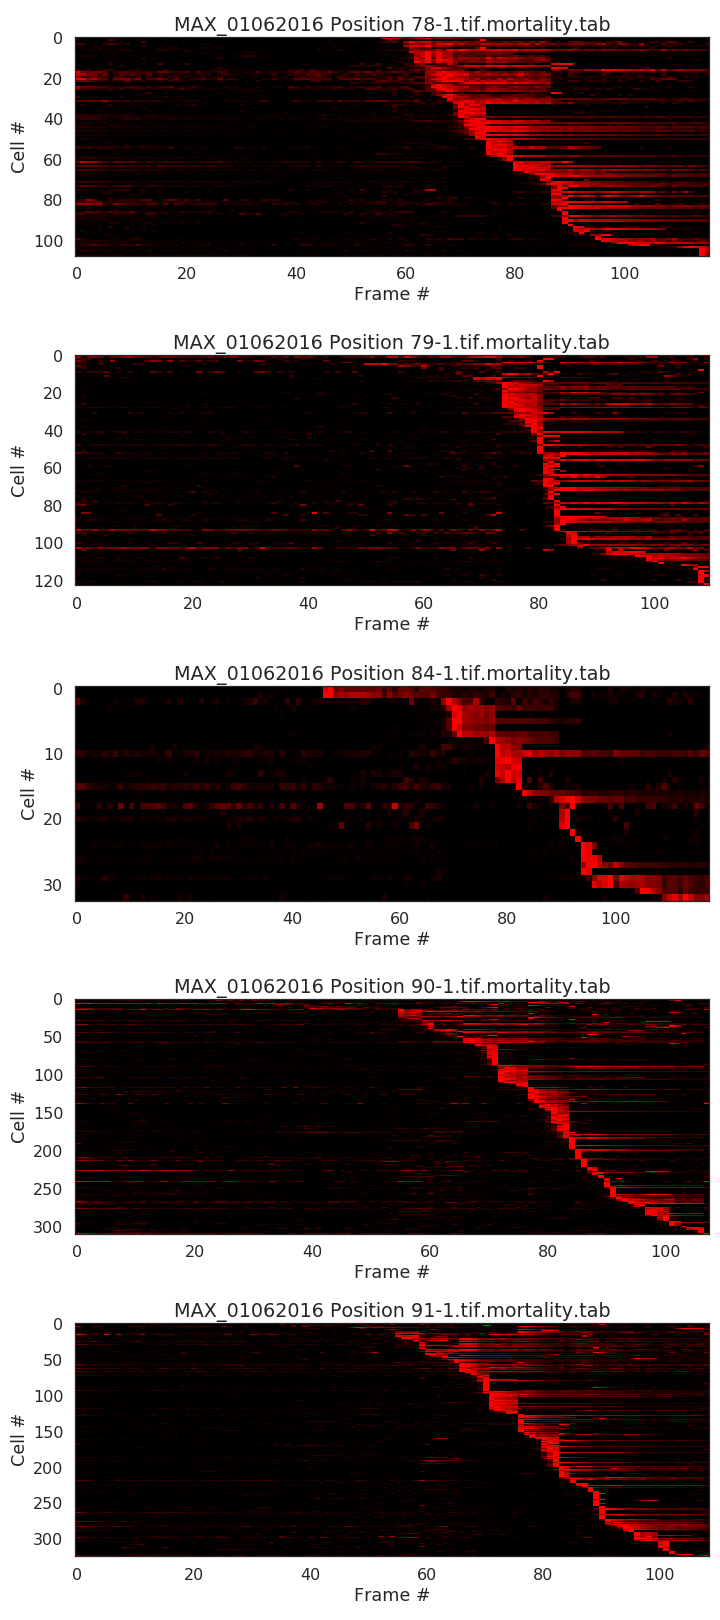 MAX_01062016 Position 78-1.tif.mortality.tab
0
20
40
60
80
100
Cell #
0 20 40 60 80 100
Frame #
MAX_01062016 Position 79-1.tif.mortality.tab
0
20
40
60
80
100
120
Cell #
0 20 40 60 80 100
Frame #
MAX_01062016 Position 84-1.tif.mortality.tab
0
10
20
30
Cell #
0 20 40 60 80 100
Frame #
MAX_01062016 Position 90-1.tif.mortality.tab
0
50
100
150
200
250
300
Cell #
0 20 40 60 80 100
Frame #
MAX_01062016 Position 91-1.tif.mortality.tab
0
50
100
150
200
250
300
Cell #
0 20 40 60 80 100
Frame #